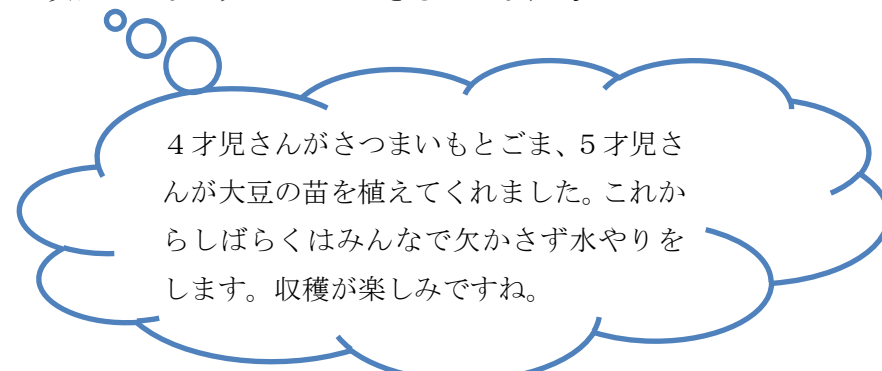 ４才児さんがさつまいもとごま、５才児さ
んが大豆の苗を植えてくれました。これか
らしばらくはみんなで欠かさず水やりを
します。収穫が楽しみですね。